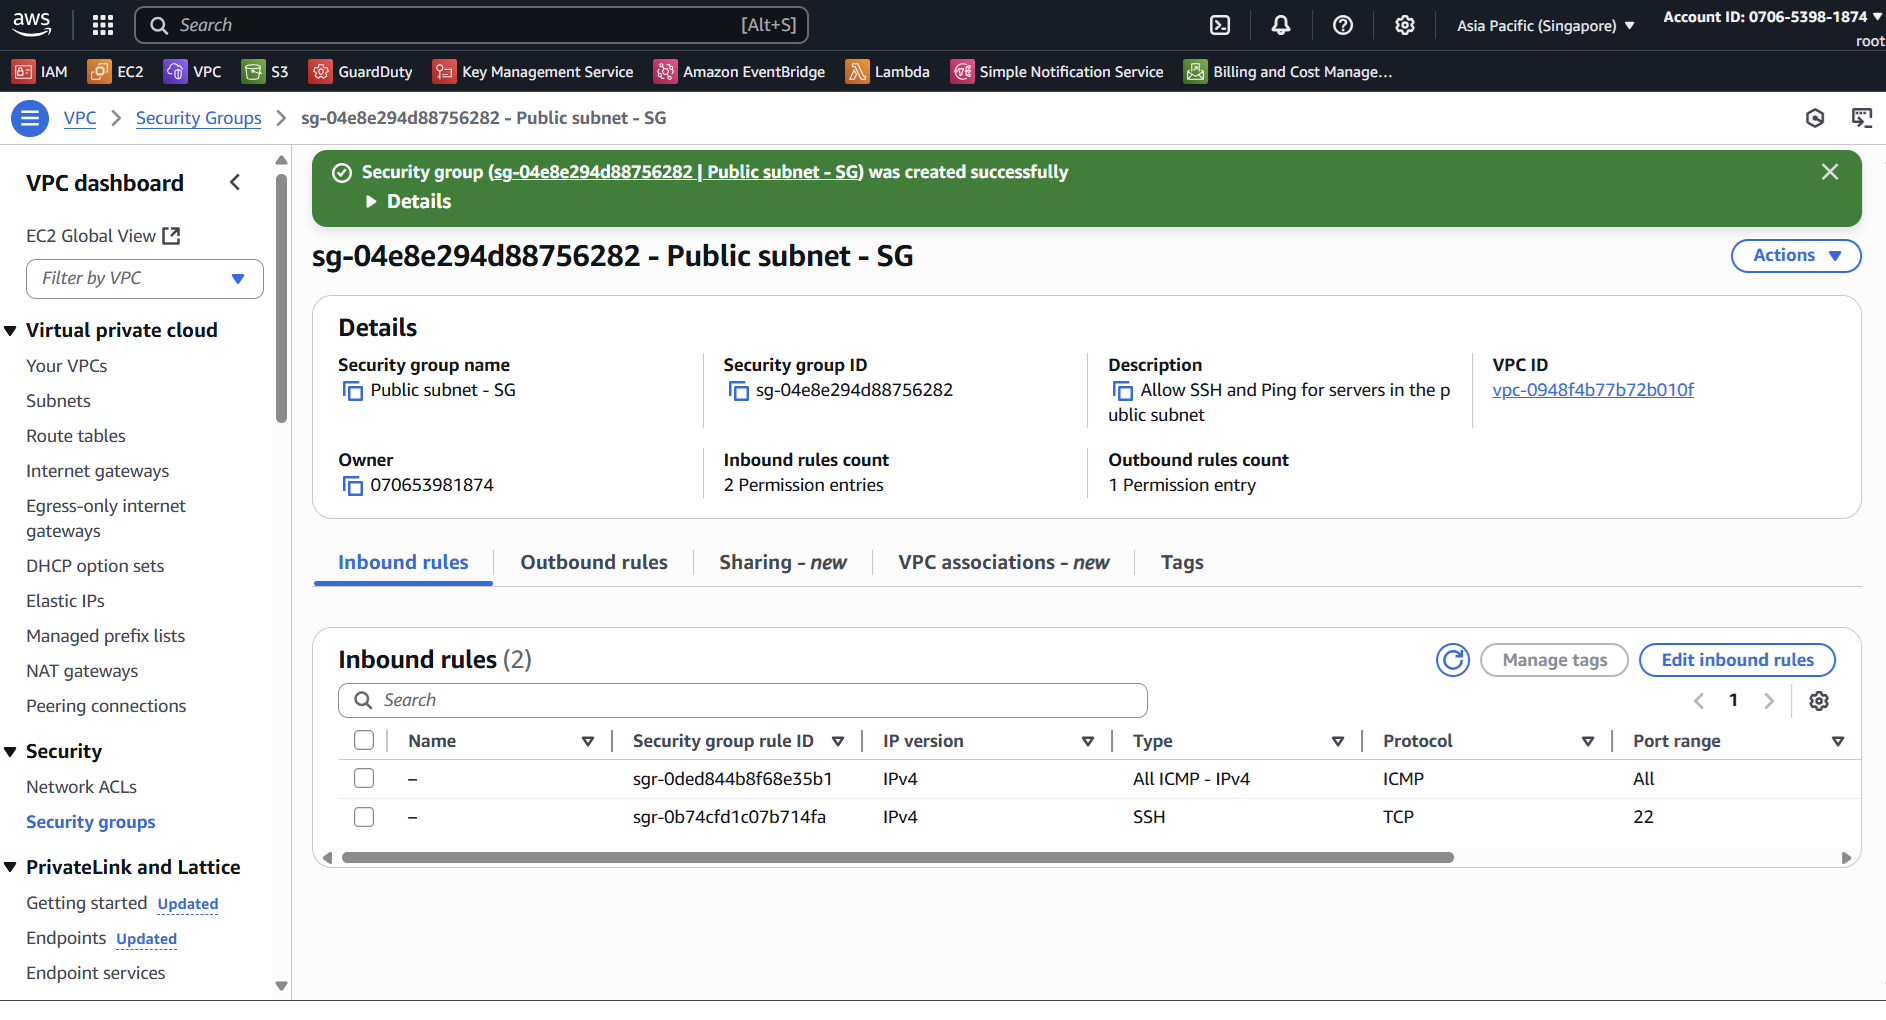 aws
Search [Alt+S]
Asia Pacific (Singapore)
Account ID: 0706-5398-1874
root
IAM EC2 VPC S3 GuardDuty Key Management Service Amazon EventBridge Lambda Simple Notification Service Billing and Cost Manage...
VPC Security Groups sg-04e8e294d88756282 - Public subnet - SG
VPC dashboard
EC2 Global View
Filter by VPC
Virtual private cloud
Your VPCs
Subnets
Route tables
Internet gateways
Egress-only internet
gateways
DHCP option sets
Elastic IPs
Managed prefix lists
NAT gateways
Peering connections
Security
Network ACLs
Security groups
PrivateLink and Lattice
Getting started Updated
Endpoints Updated
Endpoint services
Security group (sg-04e8e294d88756282 | Public subnet - SG) was created successfully
Details
sg-04e8e294d88756282 - Public subnet - SG
Actions
Details
Security group name
Public subnet - SG
Security group ID
sg-04e8e294d88756282
Description
Allow SSH and Ping for servers in the p
ublic subnet
VPC ID
vpc-0948f4b77b72b010f
Owner
070653981874
Inbound rules count
2 Permission entries
Outbound rules count
1 Permission entry
Inbound rules Outbound rules Sharing - new VPC associations - new Tags
Inbound rules (2)
Manage tags Edit inbound rules
Search
1
Name Security group rule ID IP version Type Protocol Port range
– sgr-0ded844b8f68e35b1 IPv4 All ICMP - IPv4 ICMP All
– sgr-0b74cfd1c07b714fa IPv4 SSH TCP 22